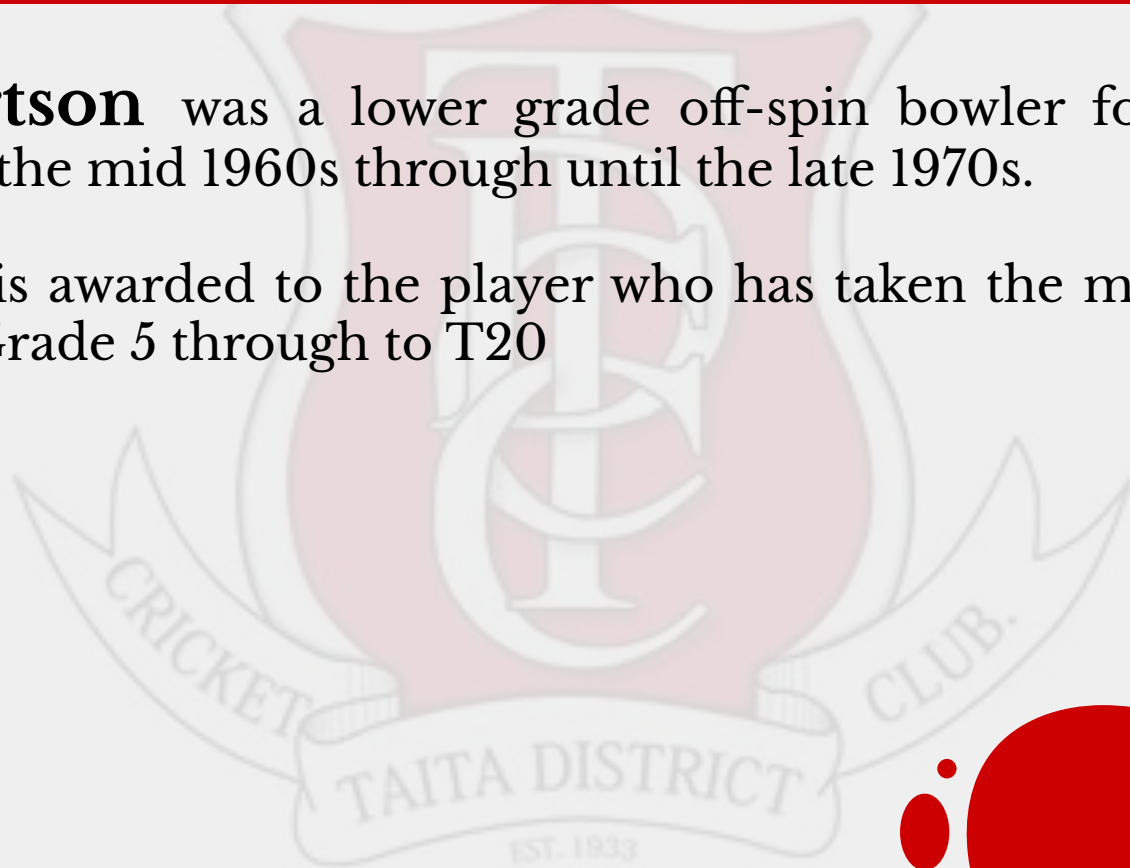 rtson was a lower grade off-spin bowler fo
the mid 1960s through until the late 1970s.
is awarded to the player who has taken the m
rade 5 through to T20
CRICKET
CLUB.
TAITA DISTRICT
EST. 1933